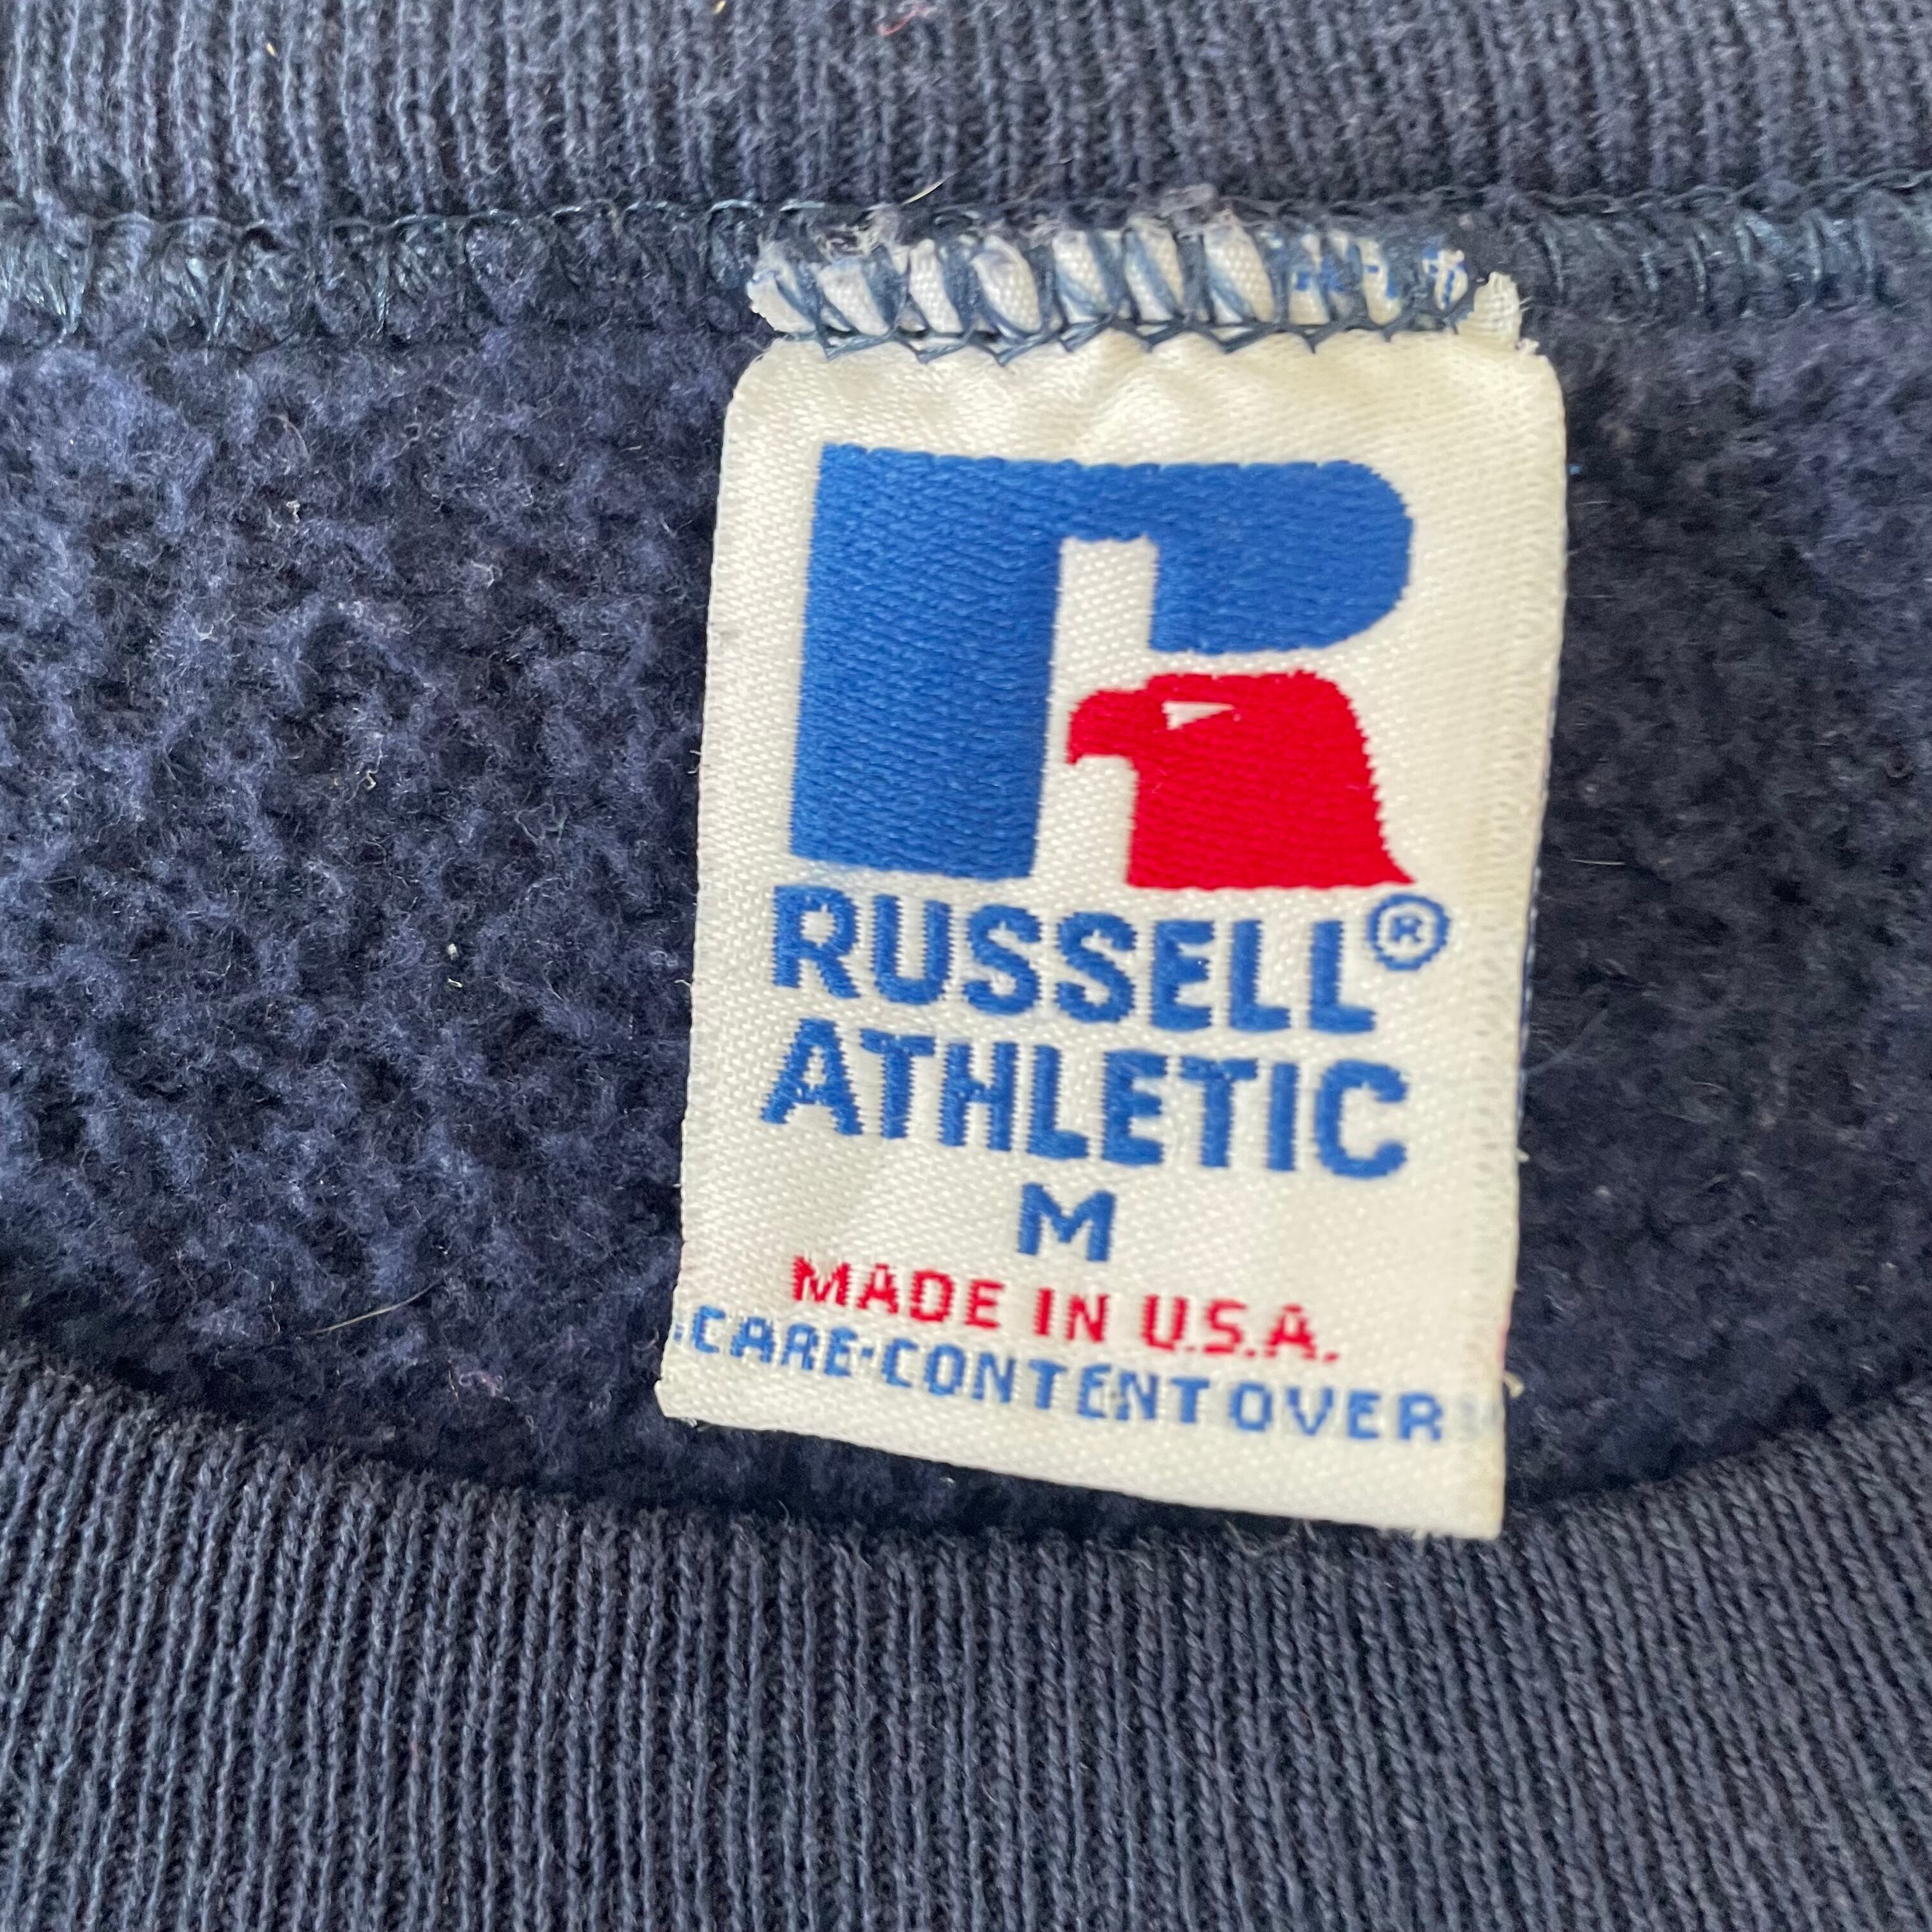 RUSSELL®
ATHLETIC
M
MADE IN U.S.A.
CARE-CONTENT OVER